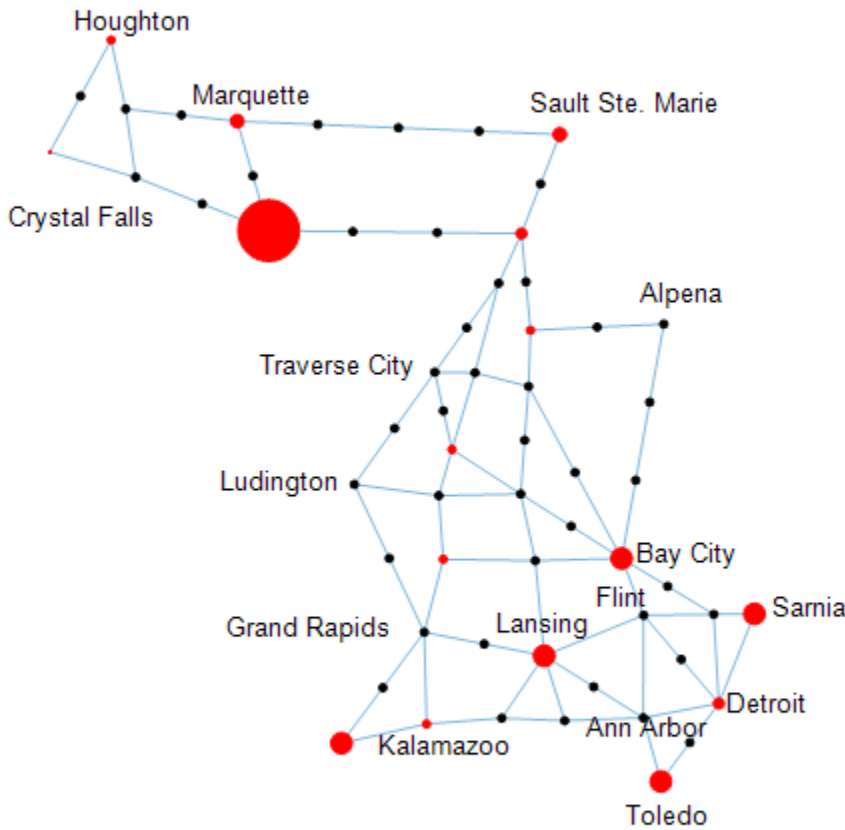 Houghton
Marquette
Sault Ste. Marie
Crystal Falls
Alpena
Traverse City
Ludington
Bay City
Flint
Sarnia
Grand Rapids
Lansing
Detroit
Ann Arbor
Kalamazoo
Toledo